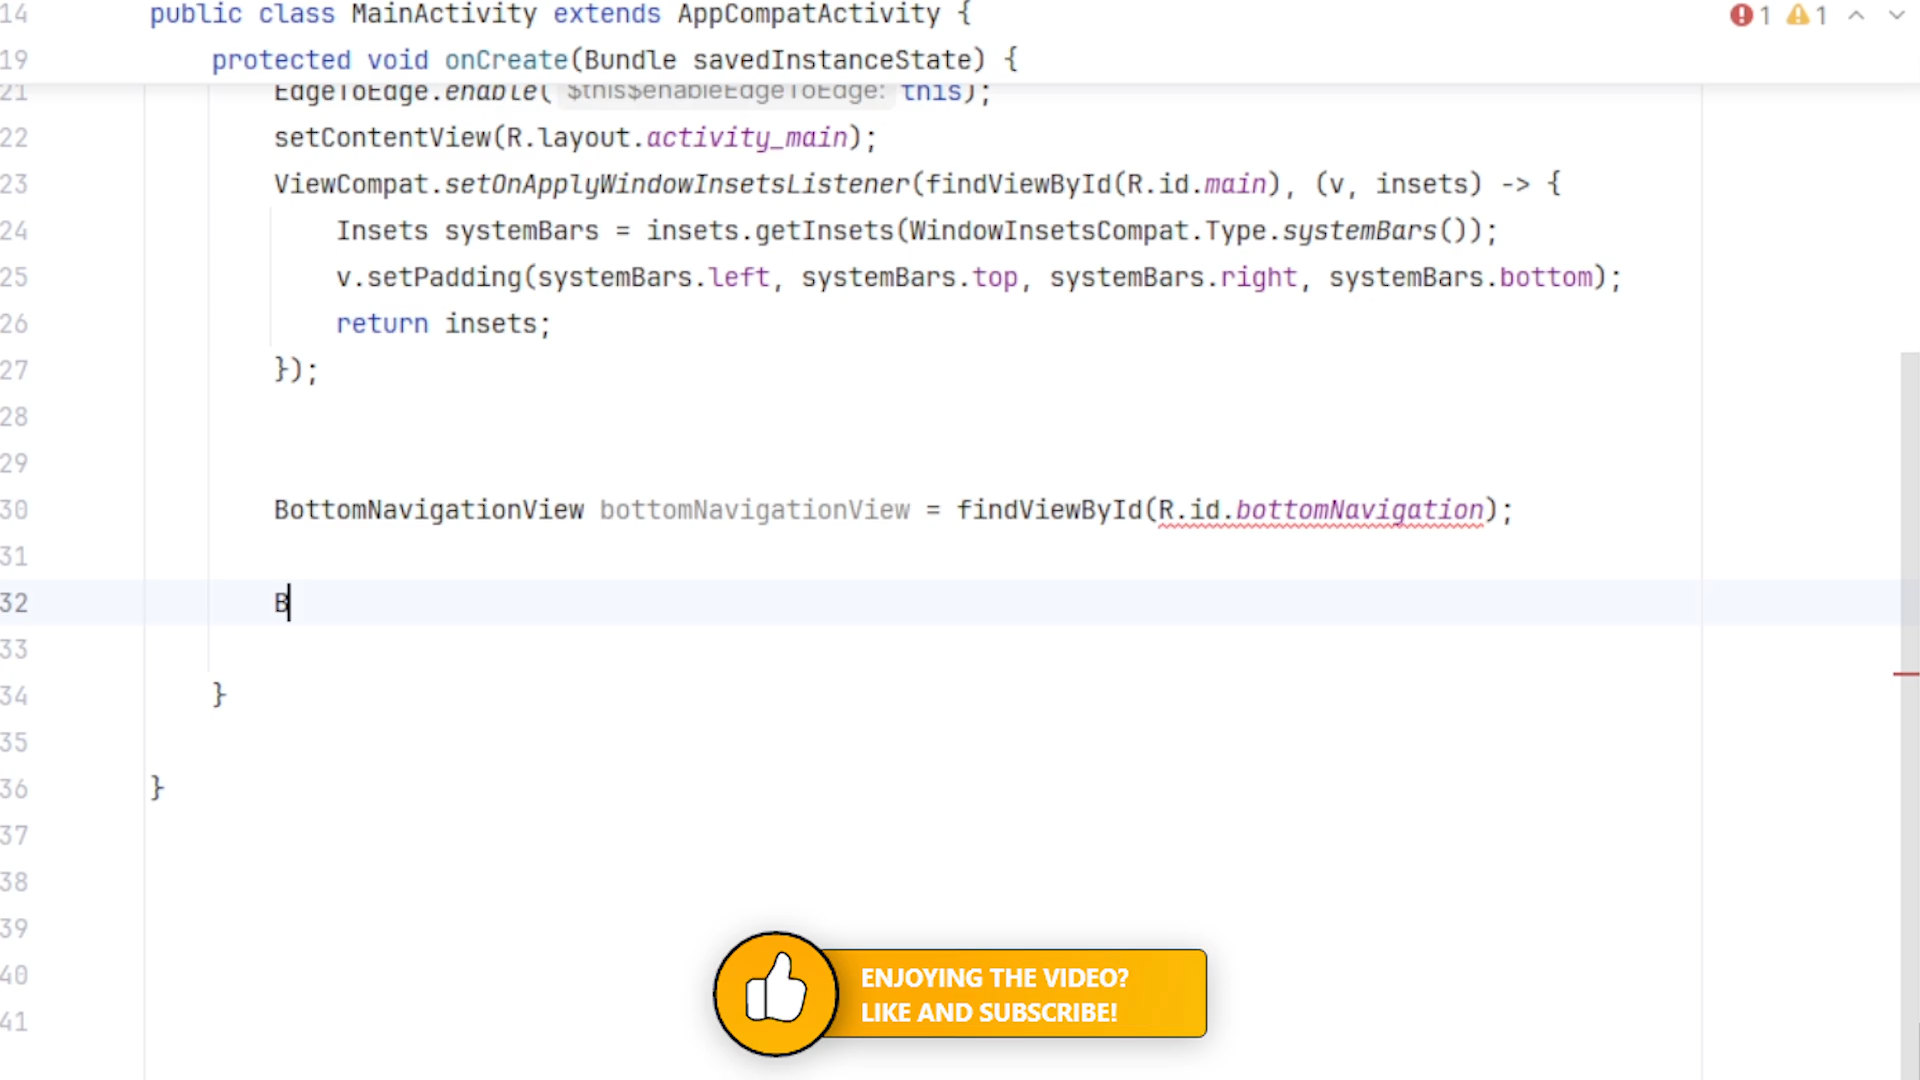 14 public class MainActivity extends AppCompatActivity {
1 1
19 protected void onCreate(Bundle savedInstanceState) {
21 EdgeToEdge.enable( $this$enableEdgeToEdge: this);
22 setContentView(R.layout.activity_main);
23 ViewCompat.setOnApplyWindowInsetsListener(findViewById(R.id.main), (v, insets) -> {
24 Insets systemBars = insets.getInsets(WindowInsetsCompat.Type.systemBars());
25 v.setPadding(systemBars.left, systemBars.top, systemBars.right, systemBars.bottom);
26 return insets;
27 });
28
29
30 BottomNavigationView bottomNavigationView = findViewById(R.id.bottomNavigation);
31
32 B
33
34 }
35
36 }
37
38
39
40
41
ENJOYING THE VIDEO?
LIKE AND SUBSCRIBE!